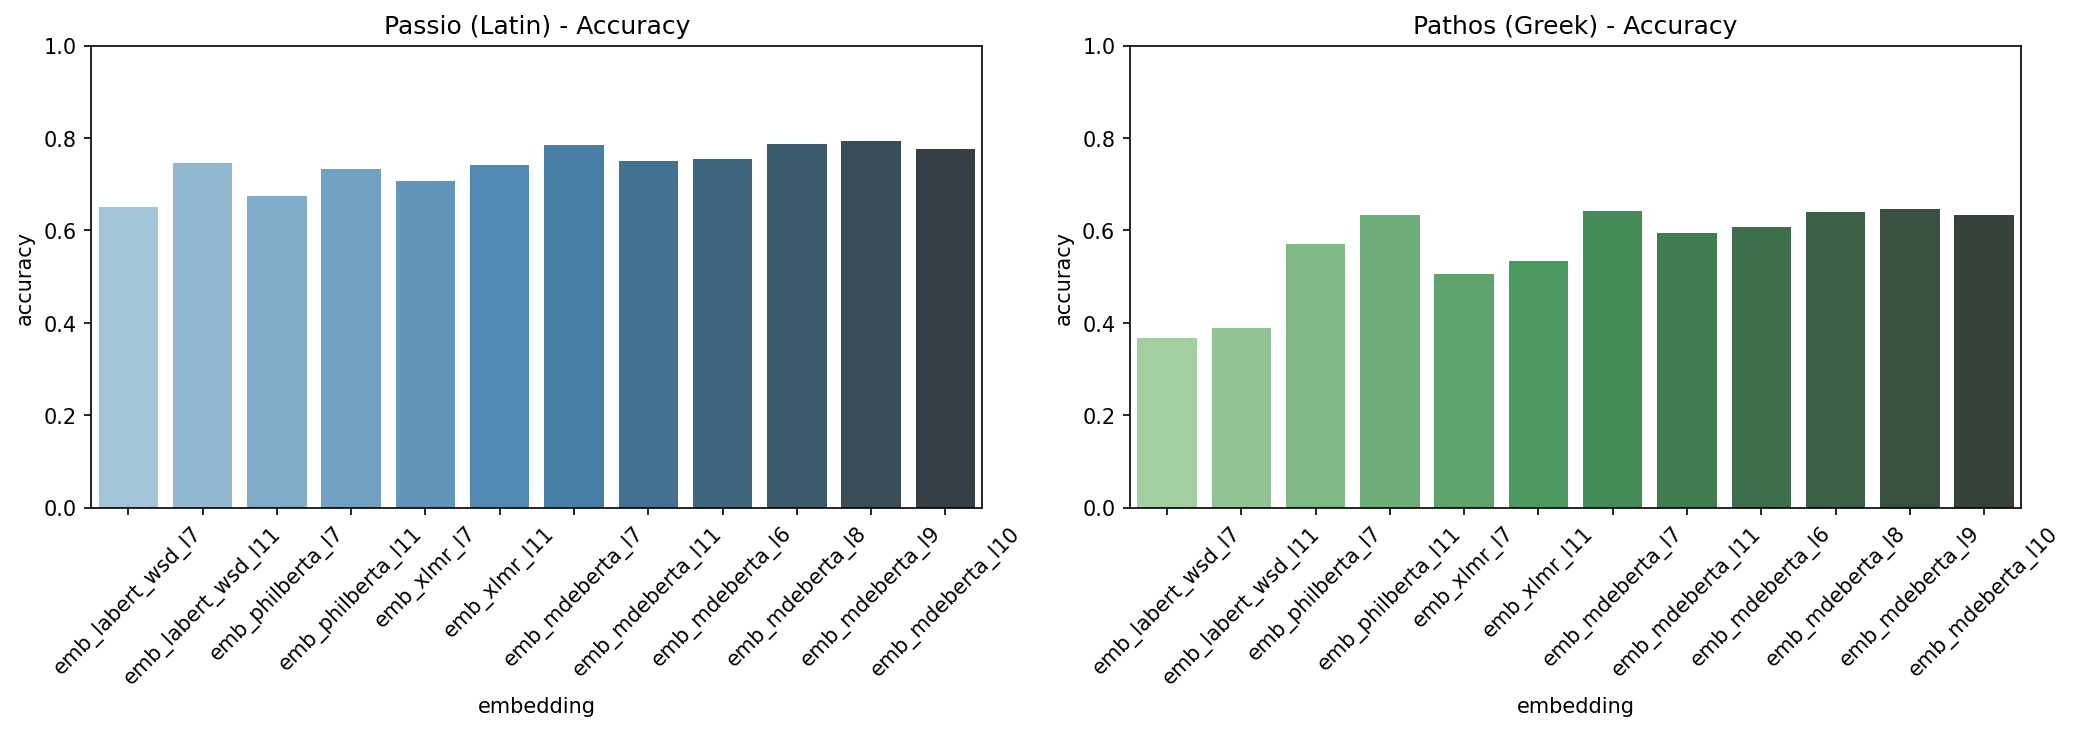 Passio (Latin) - Accuracy
1.0
0.8
0.6
0.4
0.2
0.0
accuracy
emb_labert_wsd_l7
emb_labert_wsd_l11
emb_philberta_l7
emb_philberta_l11
emb_xlmr_l7
emb_xlmr_l11
emb_mdeberta_l7
emb_mdeberta_l11
emb_mdeberta_l6
emb_mdeberta_l8
emb_mdeberta_l9
emb_mdeberta_l10
embedding
Pathos (Greek) - Accuracy
1.0
0.8
0.6
0.4
0.2
0.0
accuracy
emb_labert_wsd_l7
emb_labert_wsd_l11
emb_philberta_l7
emb_philberta_l11
emb_xlmr_l7
emb_xlmr_l11
emb_mdeberta_l7
emb_mdeberta_l11
emb_mdeberta_l6
emb_mdeberta_l8
emb_mdeberta_l9
emb_mdeberta_l10
embedding